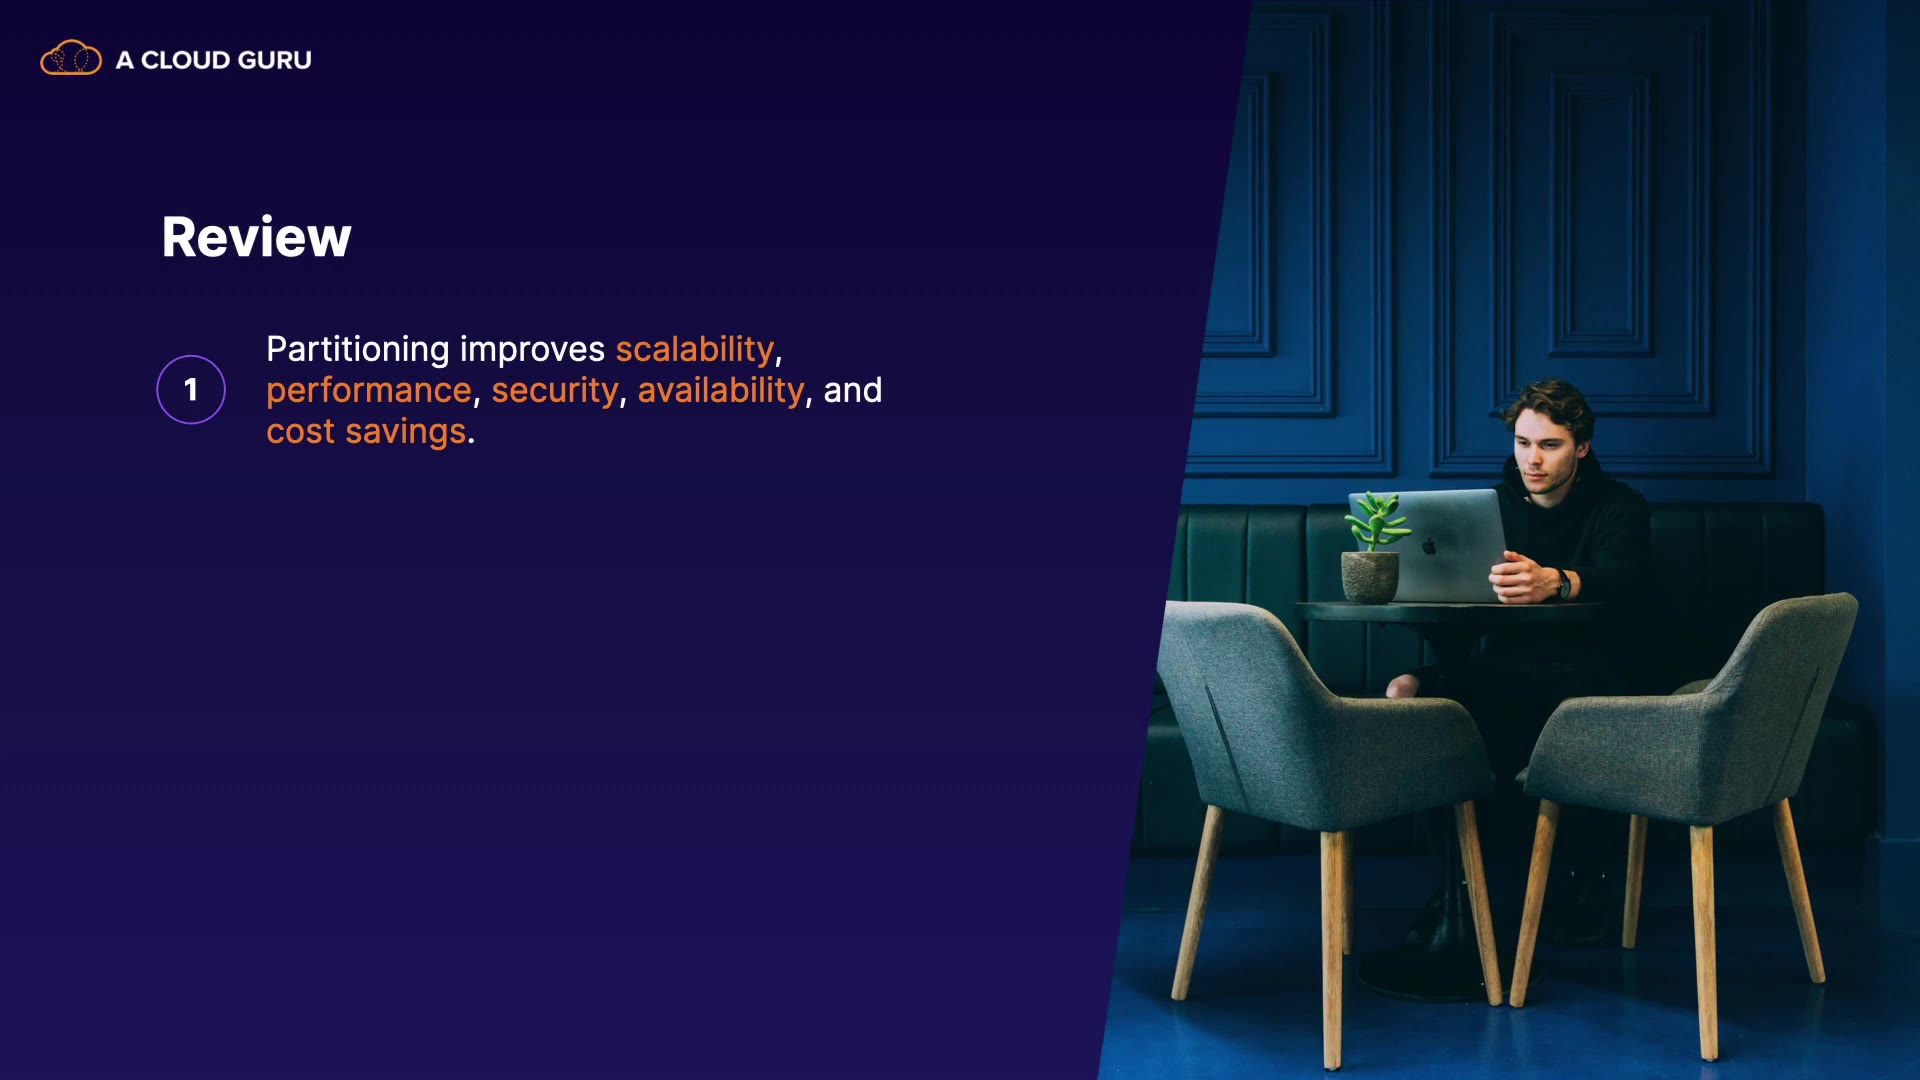 A CLOUD GURU
Review
1
Partitioning improves scalability,
performance, security, availability, and
cost savings.